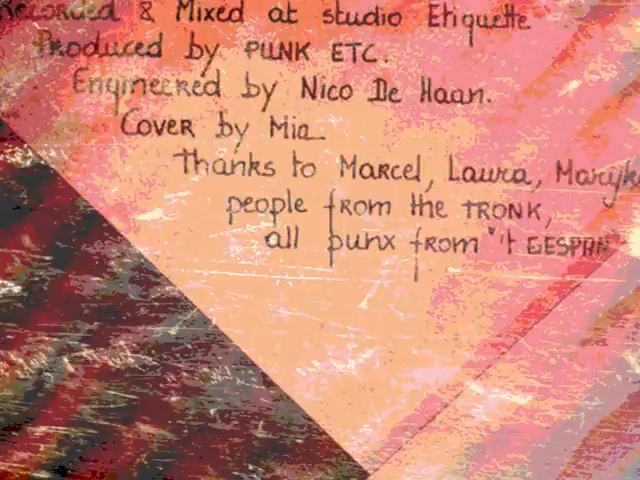 Recorded & Mixed at studio Etiquette
Produced by PUNK ETC.
Engineered by Nico De Haan.
Cover by Mia
Thanks to Marcel, Laura, Maryk
people from the TRONK,
all punx from "'t GESPAN"